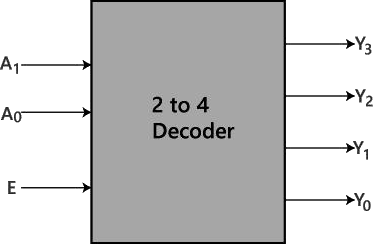 A₁
A₀
E
2 to 4
Decoder
Y₃
Y₂
Y₁
Y₀